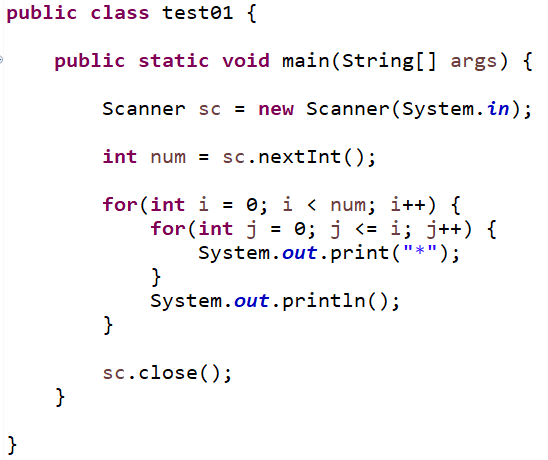 public class test01 {
public static void main(String[] args) {
Scanner sc = new Scanner(System.in);
int num = sc.nextInt();
for(int i = 0; i < num; i++) {
for(int j = 0; j <= i; j++) {
System.out.print("*");
}
System.out.println();
}
sc.close();
}
}